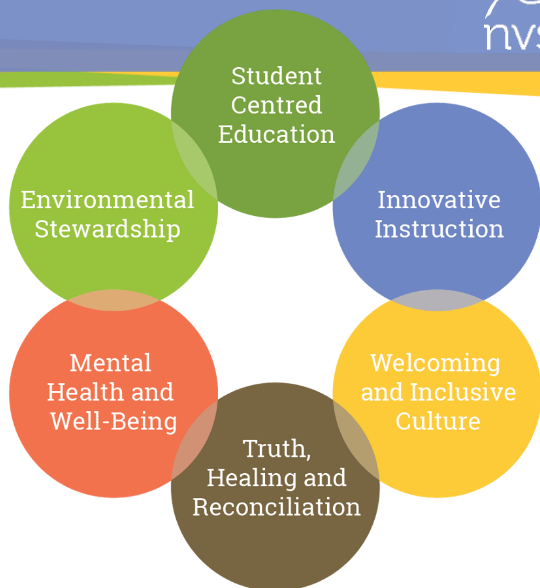 nvs
Student
Centred
Education
Environmental
Stewardship
Innovative
Instruction
Mental
Health and
Well-Being
Welcoming
and Inclusive
Culture
Truth,
Healing and
Reconciliation